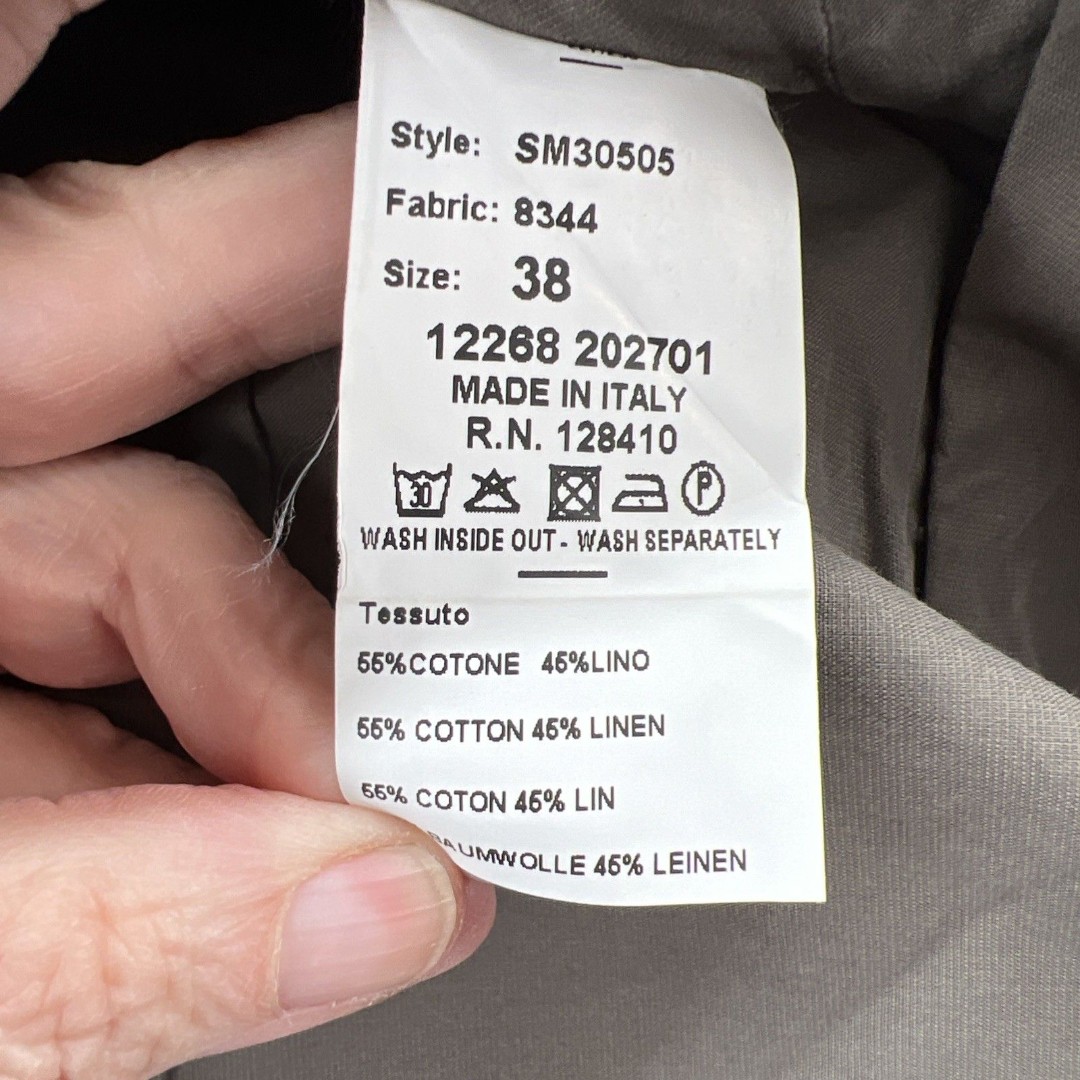 Style: SM30505
Fabric: 8344
Size: 38
12268 202701
MADE IN ITALY
R.N. 128410
30 P
WASH INSIDE OUT - WASH SEPARATELY
Tessuto
55%COTONE 45%LINO
55% COTTON 45% LINEN
55% COTON 45% LIN
BAUMWOLLE 45% LEINEN